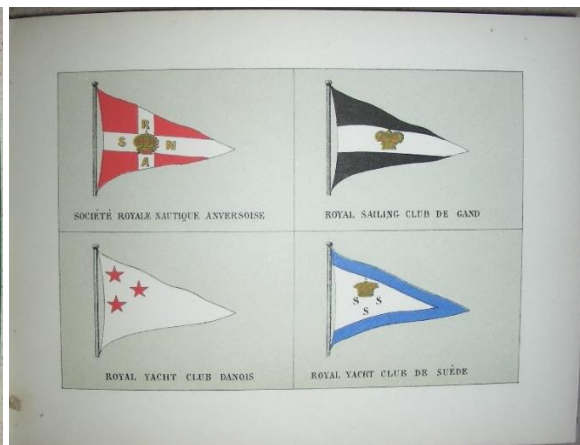 R
S N
A
SOCIÉTÉ ROYALE NAUTIQUE ANVERSOISE
ROYAL SAILING CLUB DE GAND
ROYAL YACHT CLUB DANOIS
S S
S
ROYAL YACHT CLUB DE SUÈDE